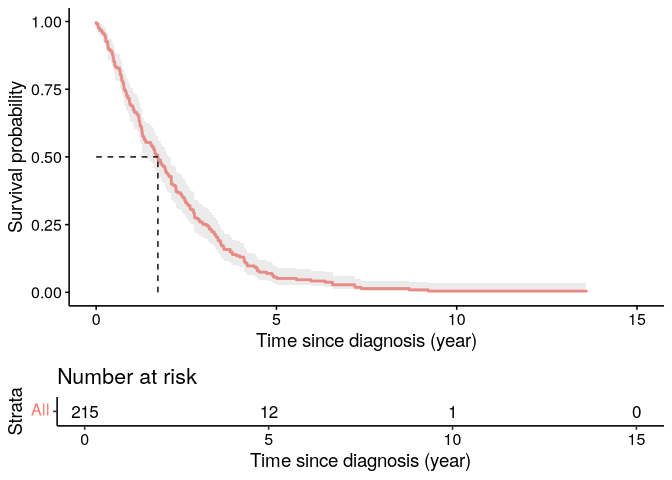 1.00
0.75
0.50
0.25
0.00
Survival probability
0 5 10 15
Time since diagnosis (year)
Number at risk
Strata
All 215 12 1 0
0 5 10 15
Time since diagnosis (year)